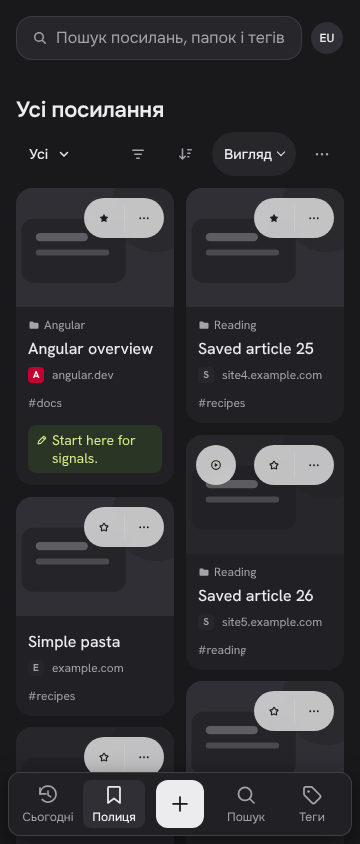 Пошук посилань, папок і тегів
EU
Усі посилання
Усі
Вигляд
Angular
Angular overview
A angular.dev
#docs
Start here for
signals.
Simple pasta
E example.com
#recipes
Reading
Saved article 25
S site4.example.com
#recipes
Reading
Saved article 26
S site5.example.com
#reading
Сьогодні
Полиця
Пошук
Теги